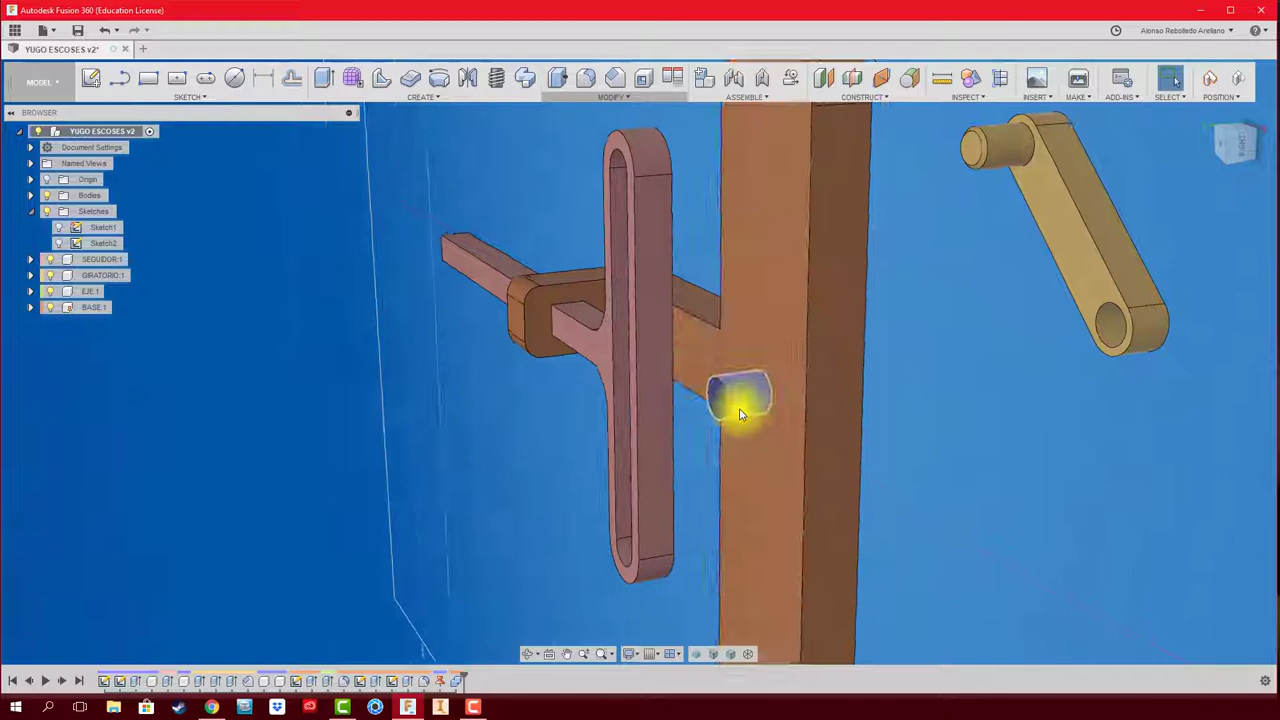 Autodesk Fusion 360 (Education License)
Alonso Rebolledo Arellano
YUGO ESCOSES v2*
MODEL
SKETCH
CREATE
MODIFY
ASSEMBLE
CONSTRUCT
INSPECT
INSERT
MAKE
ADD-INS
SELECT
POSITION
BROWSER
YUGO ESCOSES v2
Document Settings
Named Views
Origin
Bodies
Sketches
Sketch1
Sketch2
SEGUIDOR:1
GIRATORIO:1
EJE:1
BASE:1